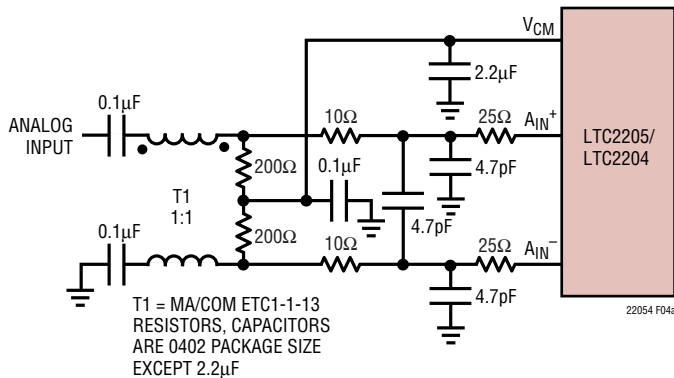 VCM
2.2µF
0.1µF
ANALOG
INPUT
10Ω
25Ω
AIN+
LTC2205/
LTC2204
200Ω
0.1µF
4.7pF
T1
1:1
4.7pF
0.1µF
200Ω
10Ω
25Ω
AIN−
4.7pF
T1 = MA/COM ETC1-1-13
RESISTORS, CAPACITORS
ARE 0402 PACKAGE SIZE
EXCEPT 2.2µF
22054 F04a